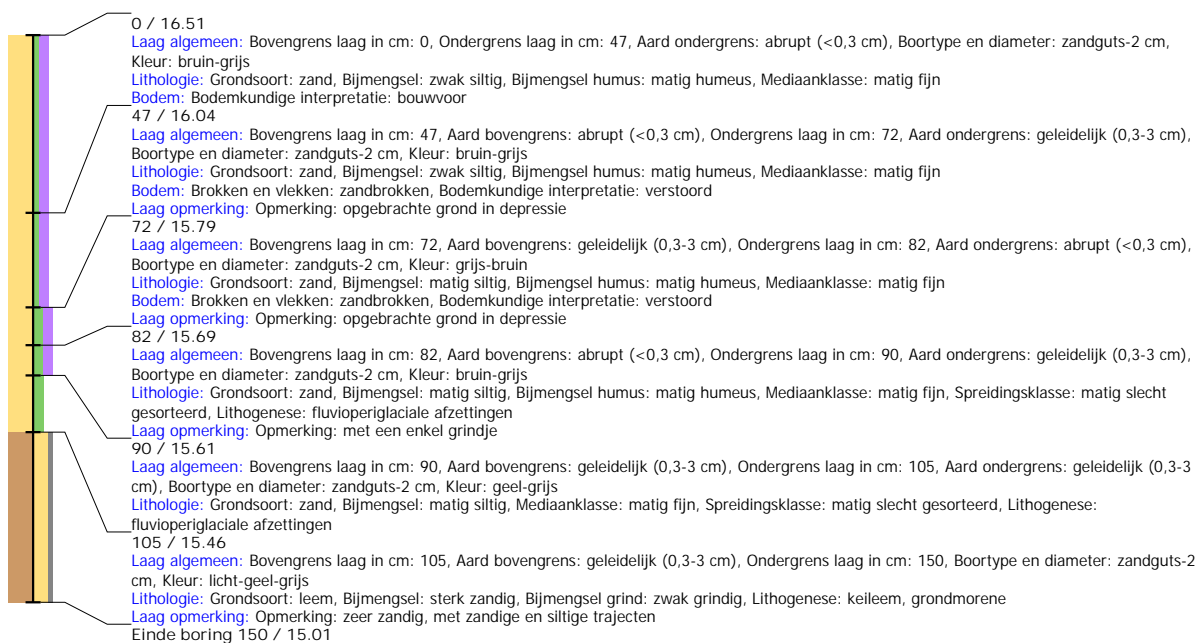 0 / 16.51
Laag algemeen: Bovengrens laag in cm: 0, Ondergrens laag in cm: 47, Aard ondergrens: abrupt (<0,3 cm), Boortype en diameter: zandguts-2 cm,
Kleur: bruin-grijs
Lithologie: Grondsoort: zand, Bijmengsel: zwak siltig, Bijmengsel humus: matig humeus, Mediaanklasse: matig fijn
Bodem: Bodemkundige interpretatie: bouwvoor
47 / 16.04
Laag algemeen: Bovengrens laag in cm: 47, Aard bovengrens: abrupt (<0,3 cm), Ondergrens laag in cm: 72, Aard ondergrens: geleidelijk (0,3-3 cm),
Boortype en diameter: zandguts-2 cm, Kleur: bruin-grijs
Lithologie: Grondsoort: zand, Bijmengsel: zwak siltig, Bijmengsel humus: matig humeus, Mediaanklasse: matig fijn
Bodem: Brokken en vlekken: zandbrokken, Bodemkundige interpretatie: verstoord
Laag opmerking: Opmerking: opgebrachte grond in depressie
72 / 15.79
Laag algemeen: Bovengrens laag in cm: 72, Aard bovengrens: geleidelijk (0,3-3 cm), Ondergrens laag in cm: 82, Aard ondergrens: abrupt (<0,3 cm),
Boortype en diameter: zandguts-2 cm, Kleur: grijs-bruin
Lithologie: Grondsoort: zand, Bijmengsel: matig siltig, Bijmengsel humus: matig humeus, Mediaanklasse: matig fijn
Bodem: Brokken en vlekken: zandbrokken, Bodemkundige interpretatie: verstoord
Laag opmerking: Opmerking: opgebrachte grond in depressie
82 / 15.69
Laag algemeen: Bovengrens laag in cm: 82, Aard bovengrens: abrupt (<0,3 cm), Ondergrens laag in cm: 90, Aard ondergrens: geleidelijk (0,3-3 cm),
Boortype en diameter: zandguts-2 cm, Kleur: bruin-grijs
Lithologie: Grondsoort: zand, Bijmengsel: matig siltig, Bijmengsel humus: matig humeus, Mediaanklasse: matig fijn, Spreidingsklasse: matig slecht
gesorteerd, Lithogenese: fluvioperiglaciale afzettingen
Laag opmerking: Opmerking: met een enkel grindje
90 / 15.61
Laag algemeen: Bovengrens laag in cm: 90, Aard bovengrens: geleidelijk (0,3-3 cm), Ondergrens laag in cm: 105, Aard ondergrens: geleidelijk (0,3-3
cm), Boortype en diameter: zandguts-2 cm, Kleur: geel-grijs
Lithologie: Grondsoort: zand, Bijmengsel: matig siltig, Mediaanklasse: matig fijn, Spreidingsklasse: matig slecht gesorteerd, Lithogenese:
fluvioperiglaciale afzettingen
105 / 15.46
Laag algemeen: Bovengrens laag in cm: 105, Aard bovengrens: geleidelijk (0,3-3 cm), Ondergrens laag in cm: 150, Boortype en diameter: zandguts-2
cm, Kleur: licht-geel-grijs
Lithologie: Grondsoort: leem, Bijmengsel: sterk zandig, Bijmengsel grind: zwak grindig, Lithogenese: keileem, grondmorene
Laag opmerking: Opmerking: zeer zandig, met zandige en siltige trajecten
Einde boring 150 / 15.01